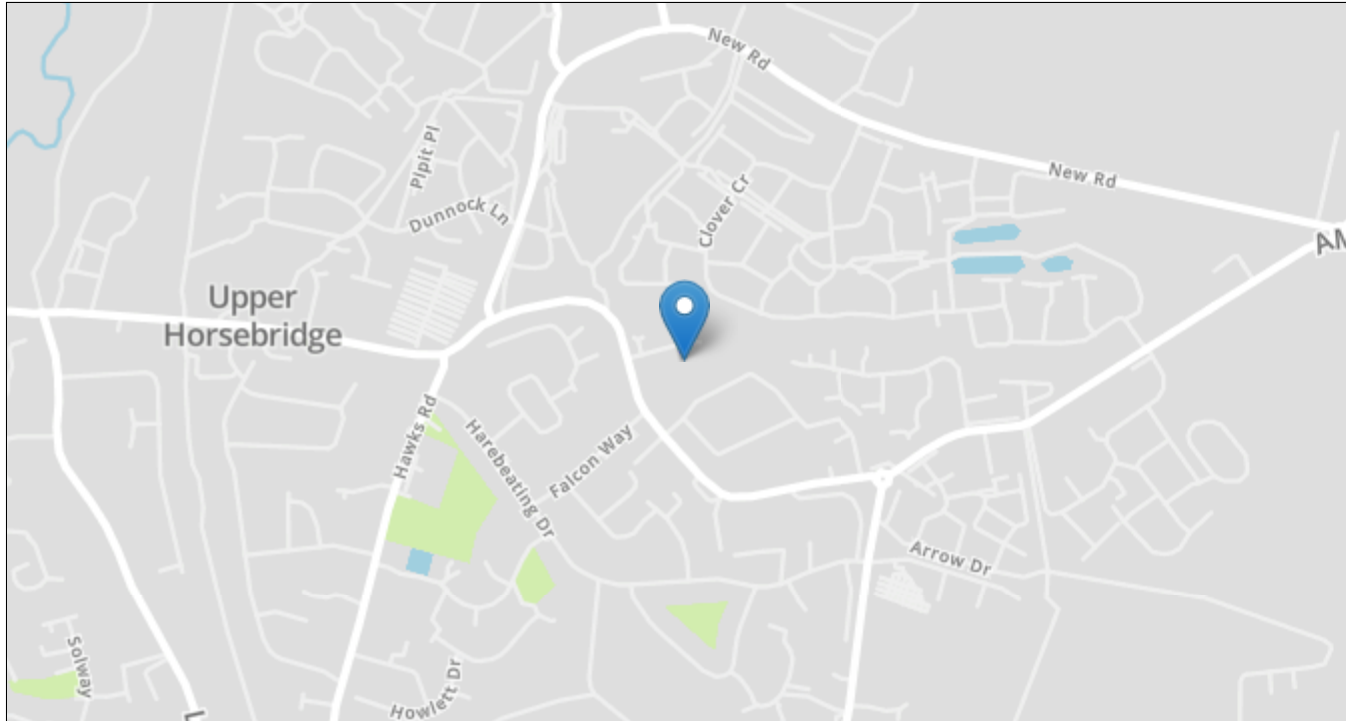 New Rd
Pipit Pl
Dunnock Ln
Clover Cr
New Rd
Upper
Horsebridge
Hawks Rd
Harebeating Dr
Falcon Way
Arrow Dr
Solway
Howlett Dr